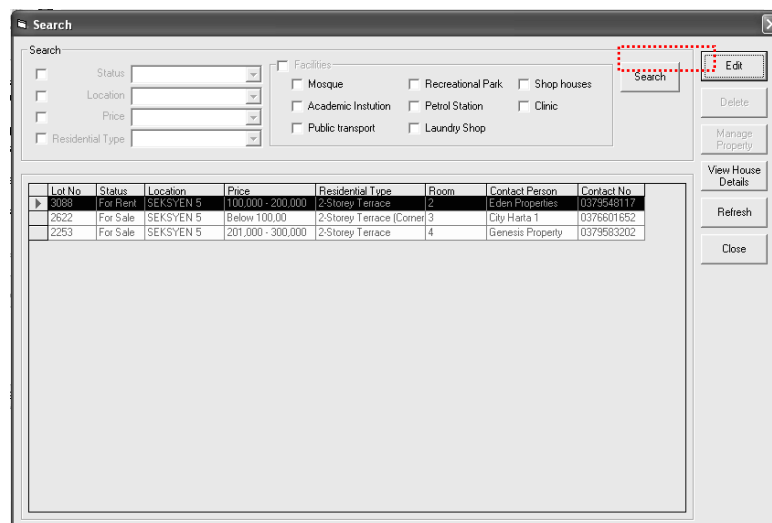 Search
Search
Status
Location
Price
Residential Type
Facilities
Mosque
Recreational Park
Shop houses
Academic Instution
Petrol Station
Clinic
Public transport
Laundry Shop
Search
Edit
Delete
Manage
Property
View House
Details
Refresh
Close
Lot No Status Location Price Residential Type Room Contact Person Contact No
3088 For Rent SEKSYEN 5 100,000 - 200,000 2-Storey Terrace 2 Eden Properties 0379548117
2622 For Sale SEKSYEN 5 Below 100,00 2-Storey Terrace (Corner 3 City Harta 1 0376601652
2253 For Sale SEKSYEN 5 201,000 - 300,000 2-Storey Terrace 4 Genesis Property 0379583202